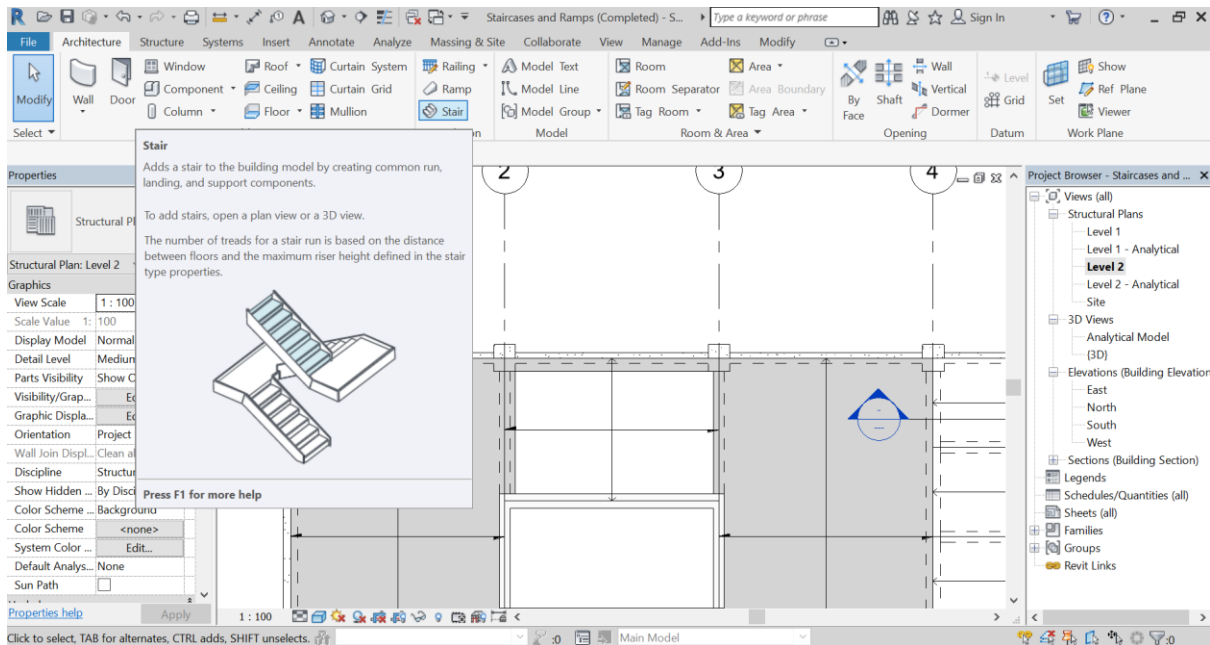 Staircases and Ramps (Completed) - S...
Type a keyword or phrase
Sign In
File Architecture Structure Systems Insert Annotate Analyze Massing & Site Collaborate View Manage Add-Ins Modify
Modify
Wall
Door
Window
Component
Column
Roof
Ceiling
Floor
Curtain System
Curtain Grid
Mullion
Railing
Ramp
Stair
Model Text
Model Line
Model Group
Room
Room Separator
Tag Room
Area
Area Boundary
Tag Area
By Face
Shaft
Wall
Vertical
Dormer
Level
Grid
Set
Show
Ref Plane
Viewer
Select
Model
Room & Area
Opening
Datum
Work Plane
Stair
Adds a stair to the building model by creating common run,
landing, and support components.
To add stairs, open a plan view or a 3D view.
The number of treads for a stair run is based on the distance
between floors and the maximum riser height defined in the stair
type properties.
Press F1 for more help
Properties
Structural Pl
Structural Plan: Level 2
Graphics
View Scale 1 : 100
Scale Value 1: 100
Display Model Normal
Detail Level Medium
Parts Visibility Show O
Visibility/Grap... Ed
Graphic Displa... Ed
Orientation Project
Wall Join Displ... Clean al
Discipline Structur
Show Hidden ... By Disci
Color Scheme ... Background
Color Scheme <none>
System Color ... Edit...
Default Analys... None
Sun Path
Properties help
Apply
2
3
4
1 : 100
Project Browser - Staircases and ...
Views (all)
Structural Plans
Level 1
Level 1 - Analytical
Level 2
Level 2 - Analytical
Site
3D Views
Analytical Model
{3D}
Elevations (Building Elevation
East
North
South
West
Sections (Building Section)
Legends
Schedules/Quantities (all)
Sheets (all)
Families
Groups
Revit Links
Click to select, TAB for alternates, CTRL adds, SHIFT unselects.
:0
Main Model
:0